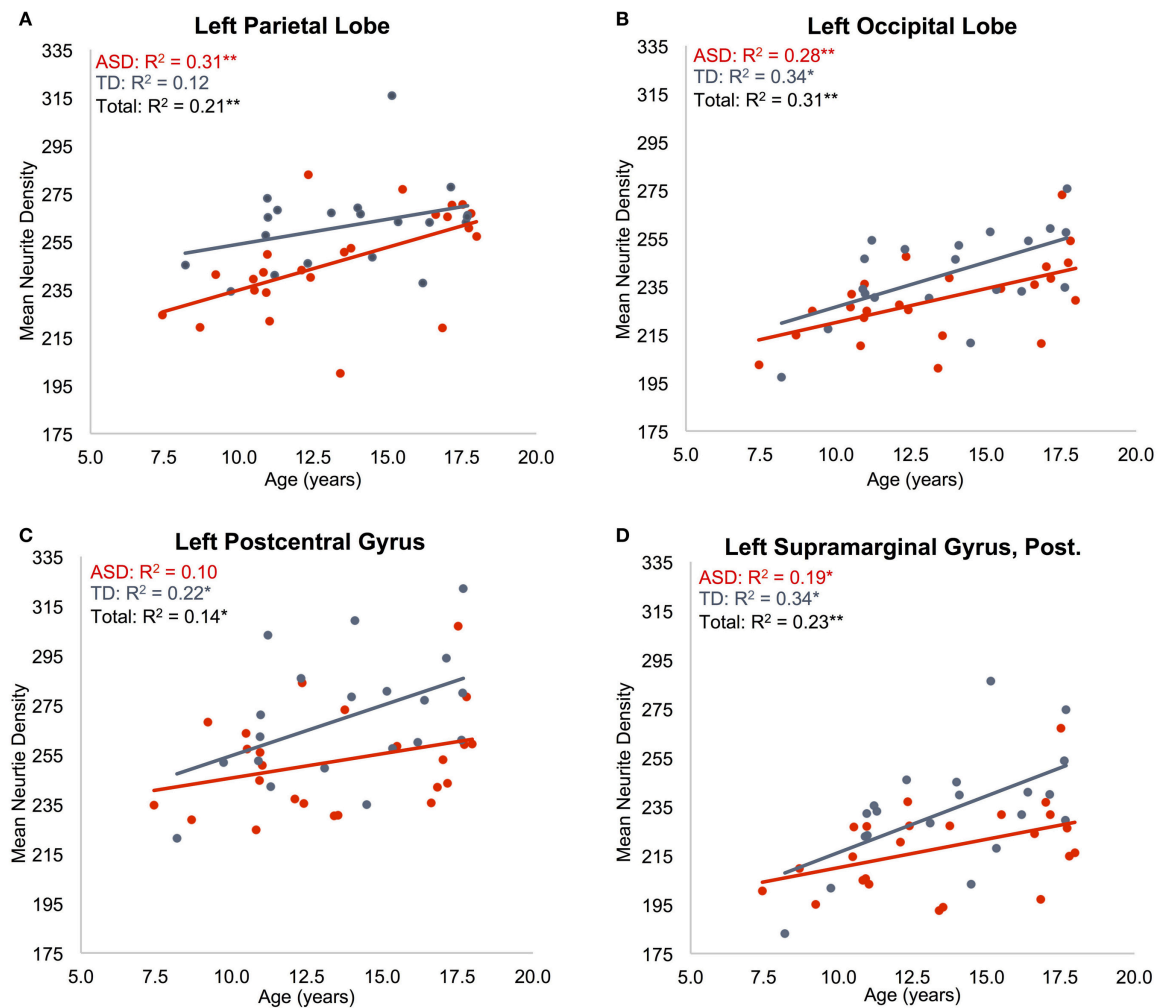 A
Left Parietal Lobe
ASD: R² = 0.31**
TD: R² = 0.12
Total: R² = 0.21**
335
315
295
275
255
235
215
195
175
Mean Neurite Density
5.0 7.5 10.0 12.5 15.0 17.5 20.0
Age (years)
B
Left Occipital Lobe
ASD: R² = 0.28**
TD: R² = 0.34*
Total: R² = 0.31**
335
315
295
275
255
235
215
195
175
Mean Neurite Density
5.0 7.5 10.0 12.5 15.0 17.5 20.0
Age (years)
C
Left Postcentral Gyrus
ASD: R² = 0.10
TD: R² = 0.22*
Total: R² = 0.14*
335
315
295
275
255
235
215
195
175
Mean Neurtie Density
5.0 7.5 10.0 12.5 15.0 17.5 20.0
Age (years)
D
Left Supramarginal Gyrus, Post.
ASD: R² = 0.19*
TD: R² = 0.34*
Total: R² = 0.23**
335
315
295
275
255
235
215
195
175
Mean Neurite Density
5.0 7.5 10.0 12.5 15.0 17.5 20.0
Age (years)